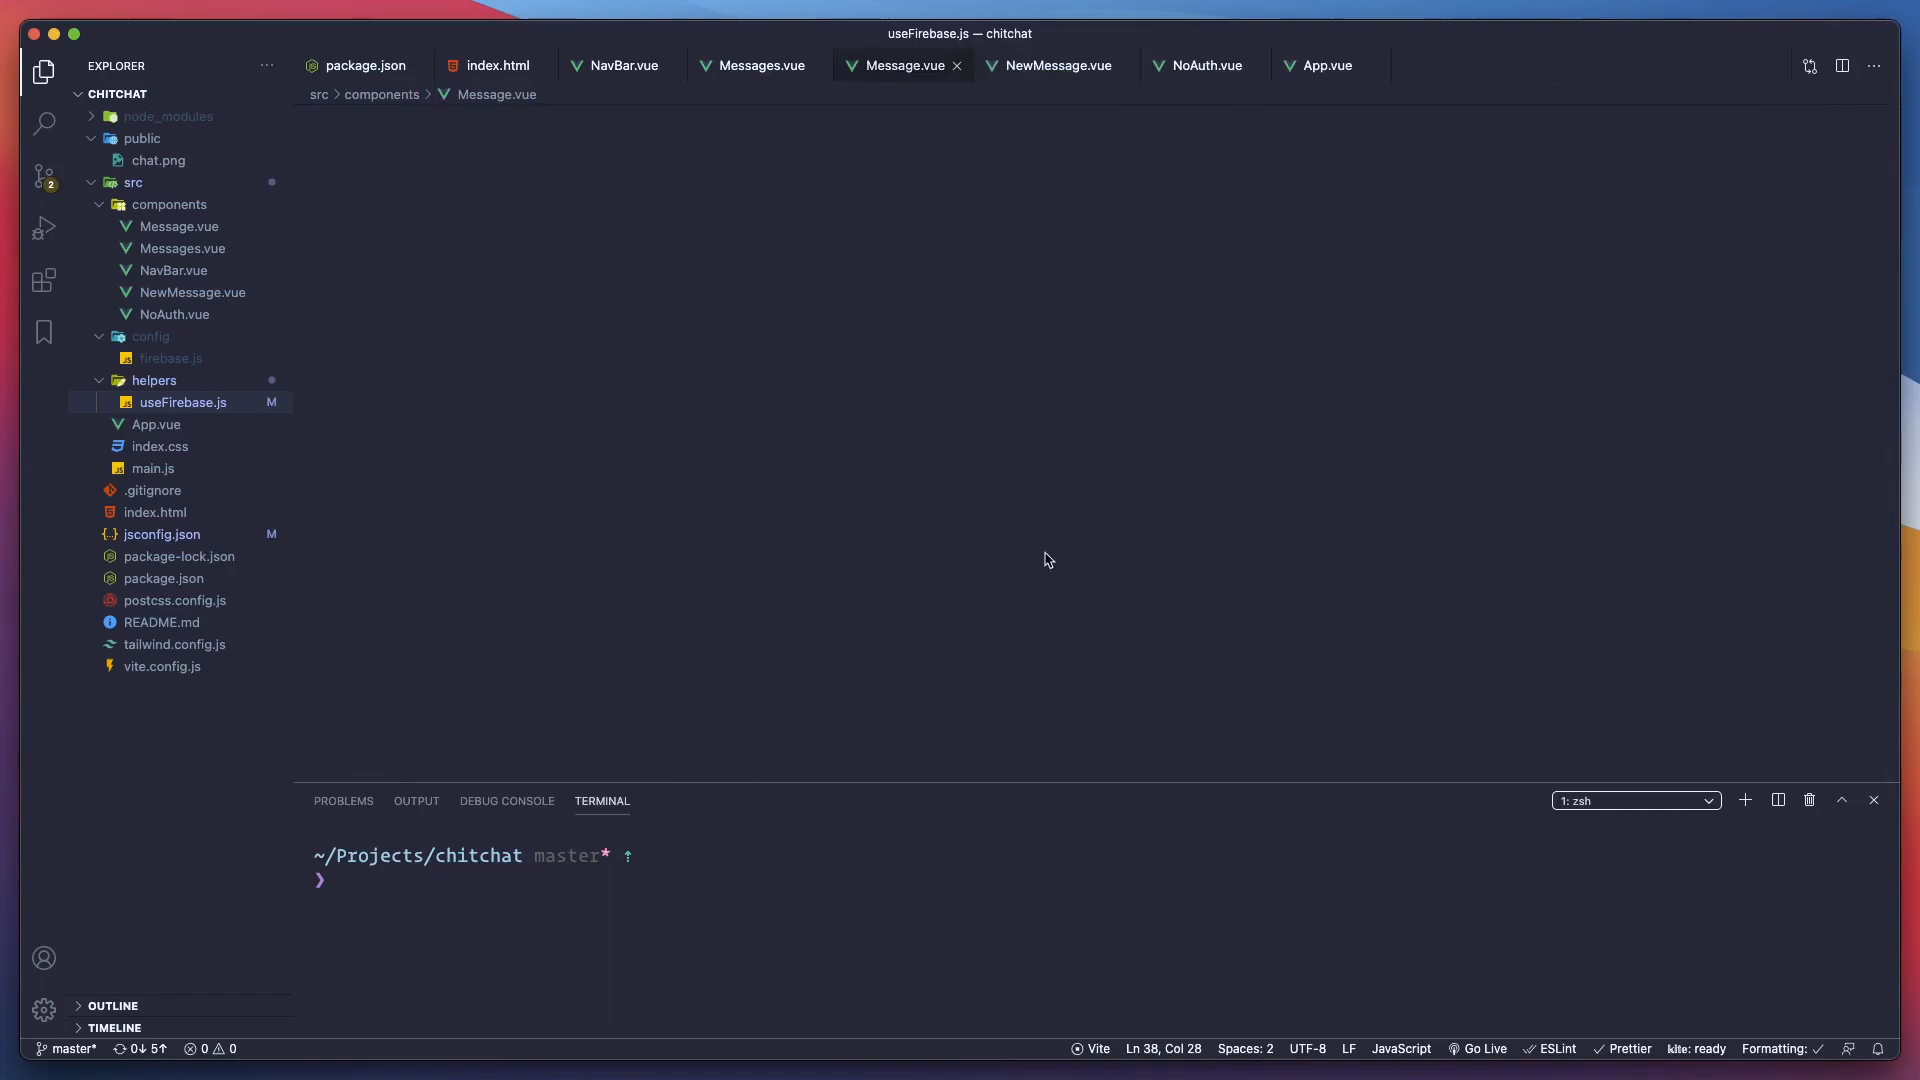 useFirebase.js — chitchat
EXPLORER
package.json
index.html
NavBar.vue
Messages.vue
Message.vue
NewMessage.vue
NoAuth.vue
App.vue
src > components > Message.vue
CHITCHAT
node_modules
public
chat.png
src
components
Message.vue
Messages.vue
NavBar.vue
NewMessage.vue
NoAuth.vue
config
firebase.js
helpers
useFirebase.js M
App.vue
index.css
main.js
.gitignore
index.html
jsconfig.json M
package-lock.json
package.json
postcss.config.js
README.md
tailwind.config.js
vite.config.js
2
PROBLEMS OUTPUT DEBUG CONSOLE TERMINAL
1: zsh
~/Projects/chitchat master* ⇡
❯
OUTLINE
TIMELINE
master* 0↓ 5↑ 0 0
Vite Ln 38, Col 28 Spaces: 2 UTF-8 LF JavaScript Go Live ESLint Prettier kite: ready Formatting: ✓